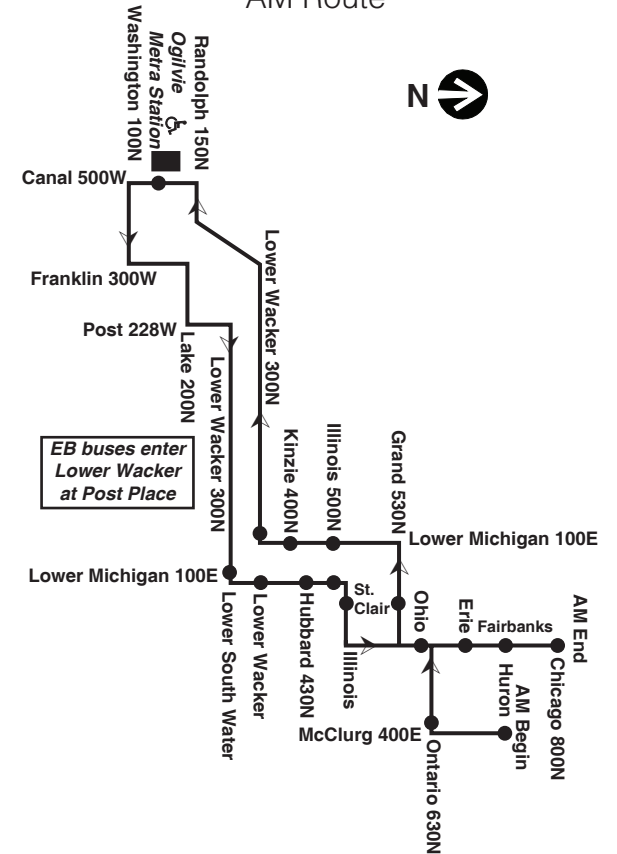 AM Route
Washington 100N
Ogilvie
Metra Station
Randolph 150N
N
Canal 500W
Franklin 300W
Lower Wacker 300N
Post 228W
Lake 200N
Lower Wacker 300N
EB buses enter
Lower Wacker
at Post Place
Kinzie 400N
Illinois 500N
Grand 530N
Lower Michigan 100E
Lower Michigan 100E
St.
Clair
Ohio
Erie
Fairbanks
AM End
Lower South Water
Lower Wacker
Hubbard 430N
Illinois
Huron
AM Begin
Chicago 800N
McClurg 400E
Ontario 630N